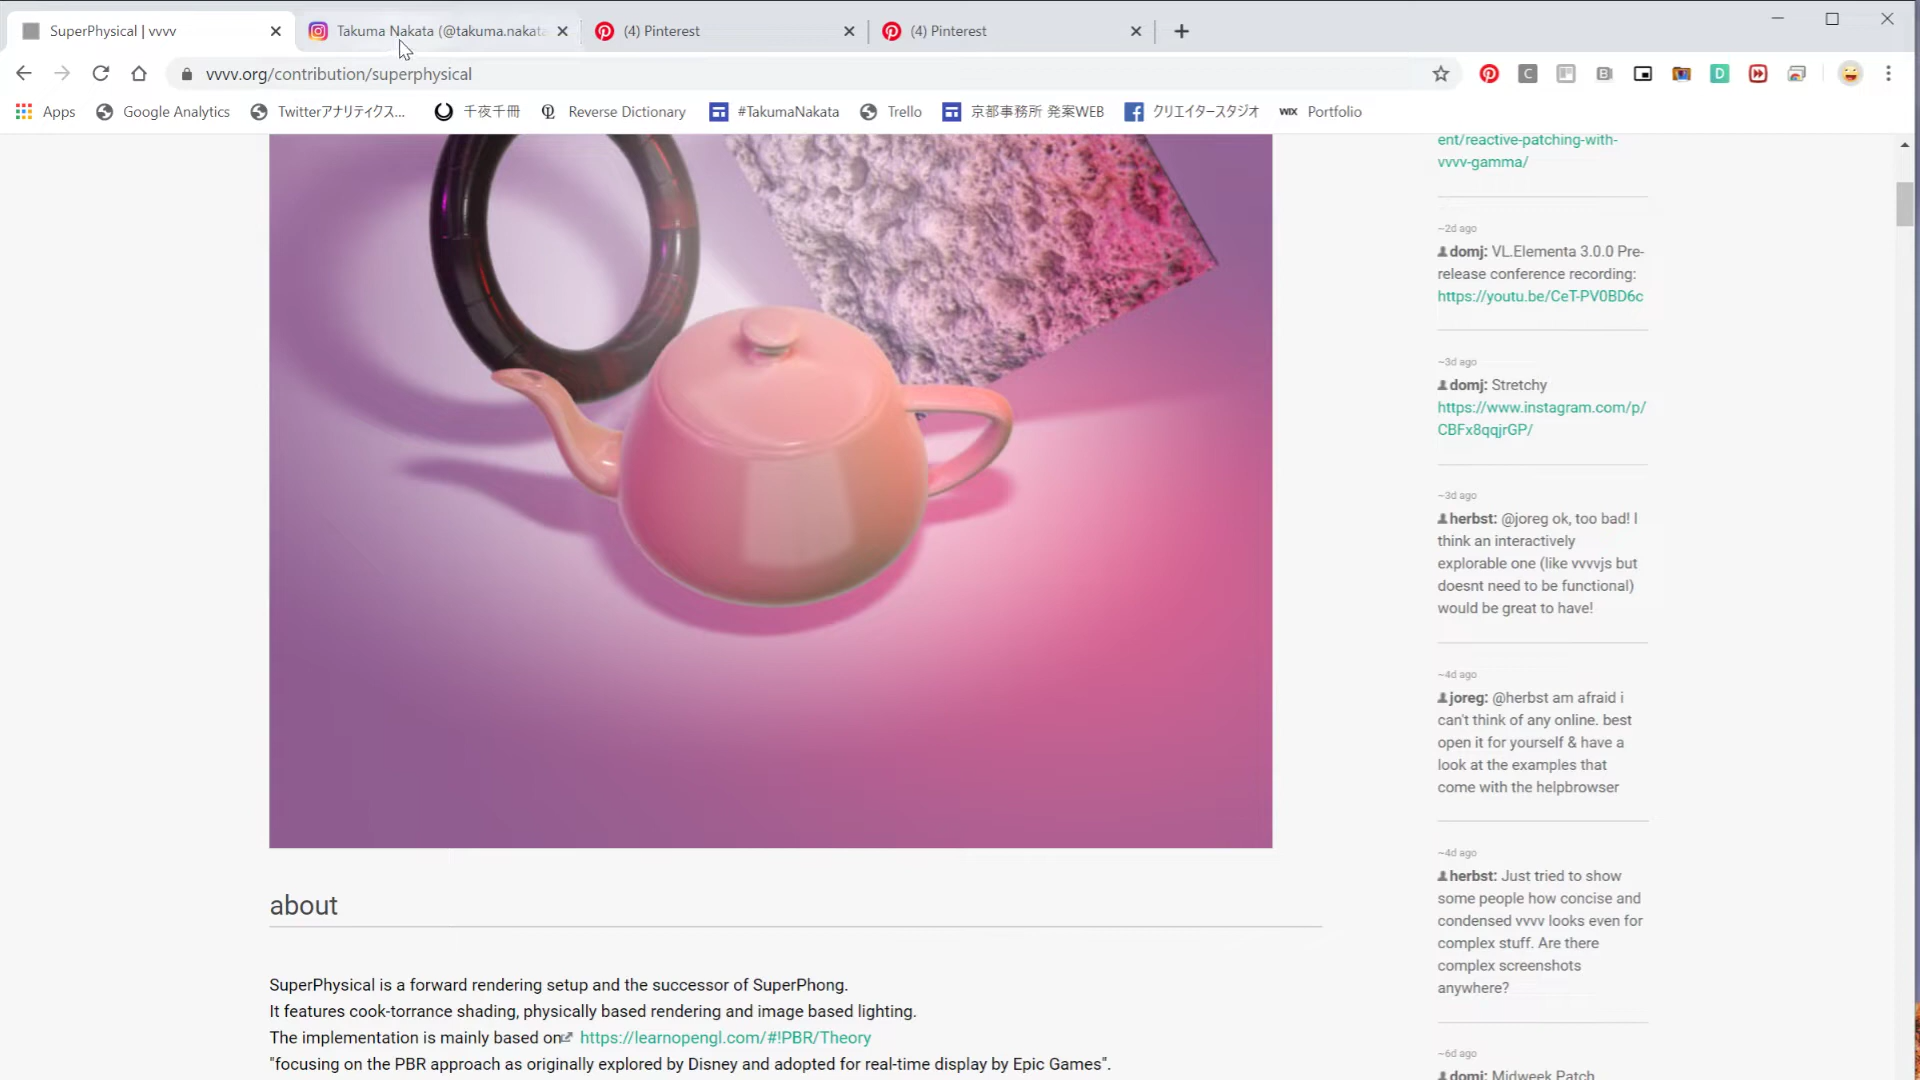 SuperPhysical | vvvv
Takuma Nakata (@takuma.nakata
(4) Pinterest
(4) Pinterest
vvvv.org/contribution/superphysical
Apps
Google Analytics
Twitterアナリティクス...
千夜千冊
Reverse Dictionary
#TakumaNakata
Trello
京都事務所 発案WEB
クリエイタースタジオ
WIX
Portfolio
about
SuperPhysical is a forward rendering setup and the successor of SuperPhong.
It features cook-torrance shading, physically based rendering and image based lighting.
The implementation is mainly based on https://learnopengl.com/#!PBR/Theory
"focusing on the PBR approach as originally explored by Disney and adopted for real-time display by Epic Games".
ent/reactive-patching-with-
vvvv-gamma/
~2d ago
domj: VL.Elementa 3.0.0 Pre-
release conference recording:
https://youtu.be/CeT-PV0BD6c
~3d ago
domj: Stretchy
https://www.instagram.com/p/
CBFx8qqjrGP/
~3d ago
herbst: @joreg ok, too bad! I
think an interactively
explorable one (like vvvvjs but
doesnt need to be functional)
would be great to have!
~4d ago
joreg: @herbst am afraid i
can't think of any online. best
open it for yourself & have a
look at the examples that
come with the helpbrowser
~4d ago
herbst: Just tried to show
some people how concise and
condensed vvvv looks even for
complex stuff. Are there
complex screenshots
anywhere?
~6d ago
domj: Midweek Patch